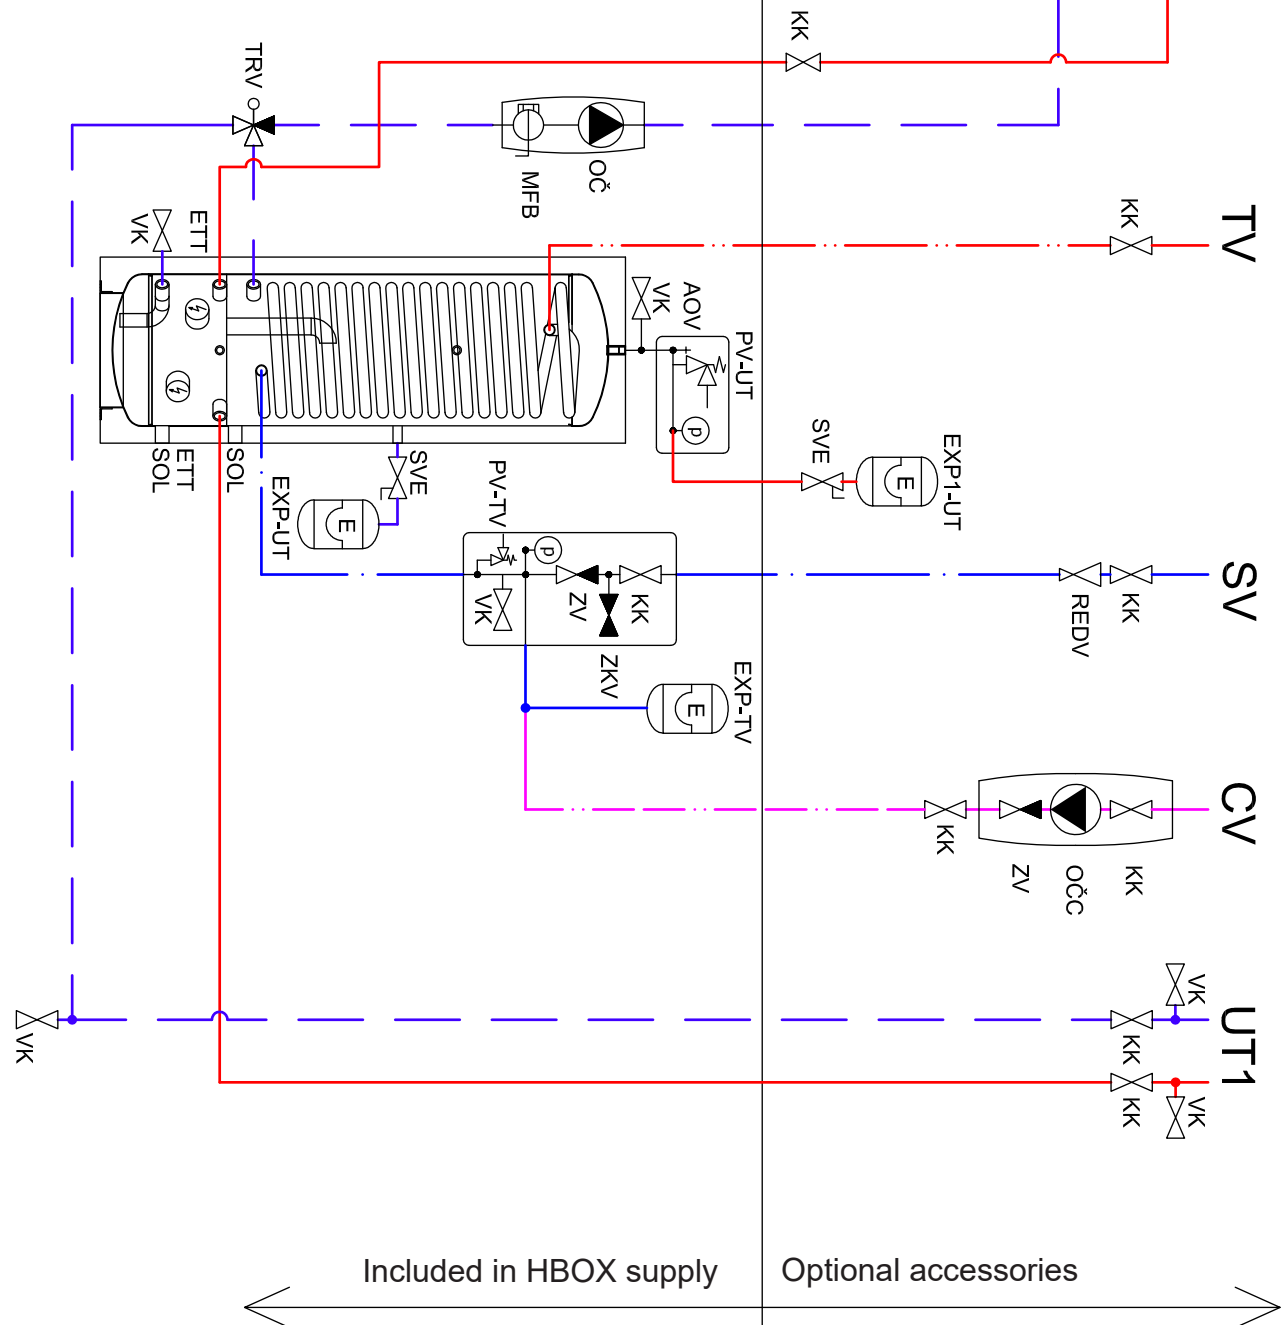 KK
TRV
OČ
MFB
KK
TV
ETT
VK
VK
AOV
PV-UT
p
SVE
EXP1-UT
E
SOL
ETT
SOL
SVE
EXP-UT
E
PV-TV
p
VK
ZV
KK
ZKV
REDV
KK
SV
EXP-TV
E
KK
ZV
OČC
KK
CV
VK
KK
UT1
VK
KK
VK
Included in HBOX supply
Optional accessories